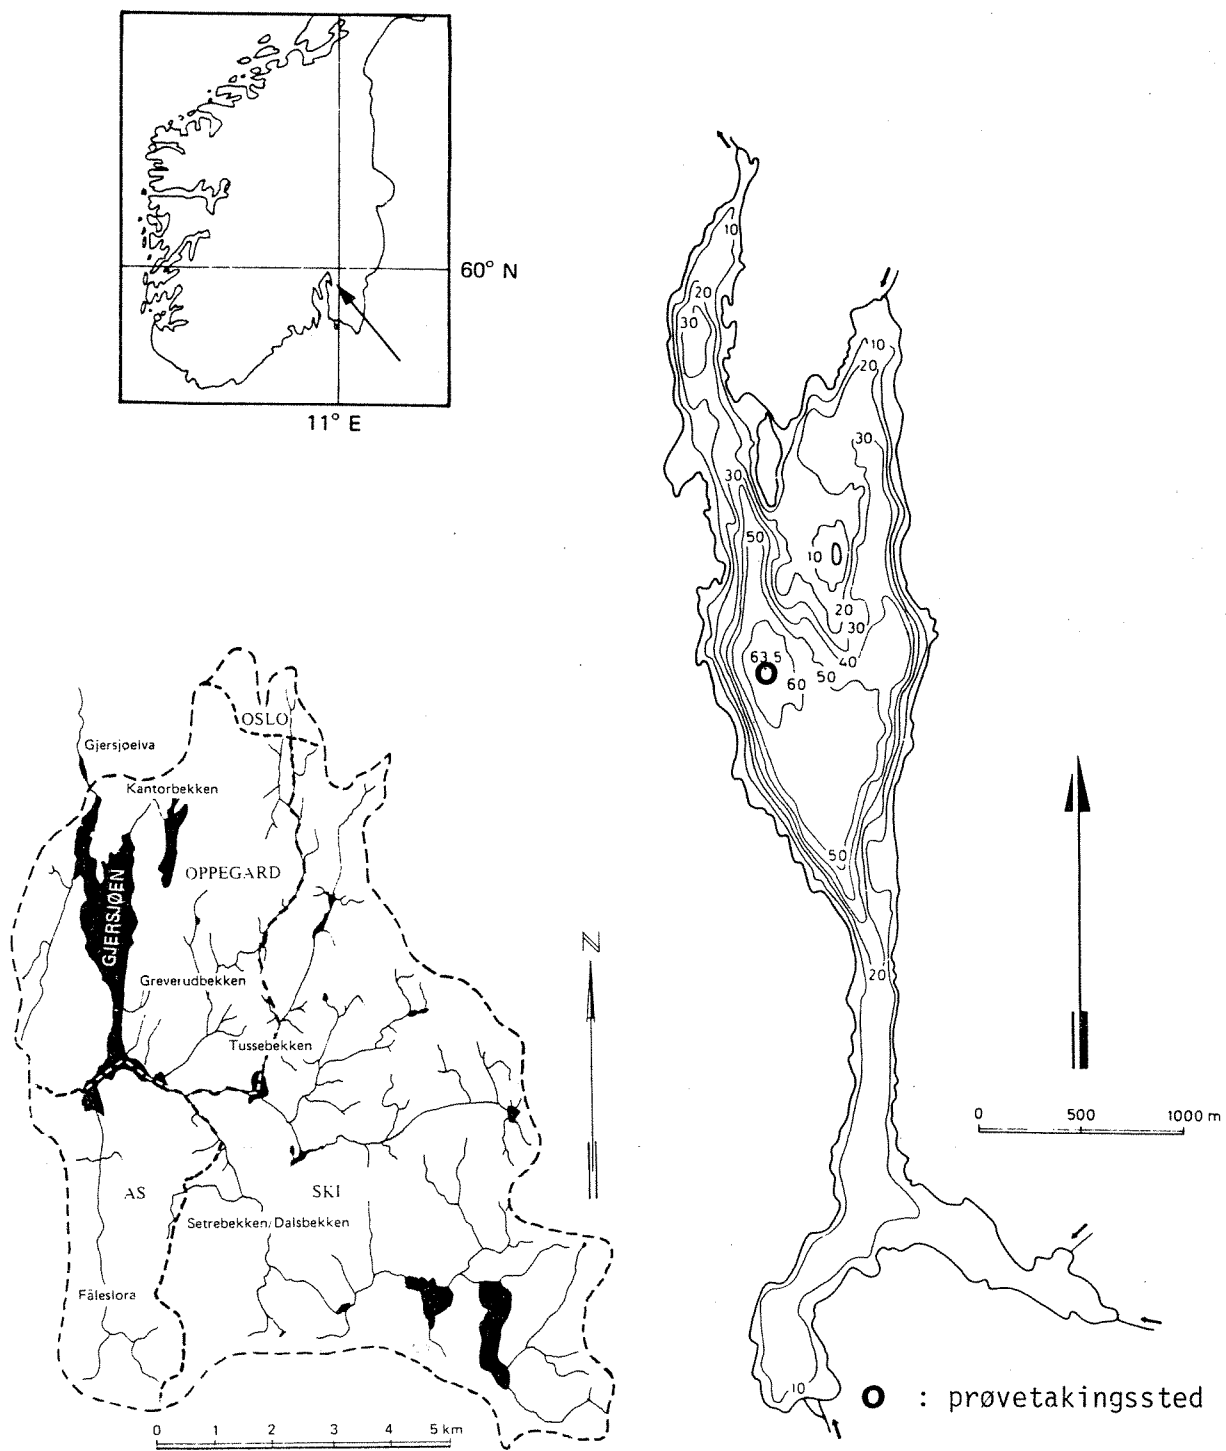 60° N
11° E
10
20
30
10
20
30
30
50
10
20
30
40
50
63.5
60
50
20
10
0 500 1000 m
O : prøvetakingssted
OSLO
Gjersjøelva
Kantorbekken
OPPEGARD
GJERSJØEN
N
Greverudbekken
Tussebekken
AS
SKI
Setrebekken/Dalsbekken
Fåleslora
0 1 2 3 4 5 km